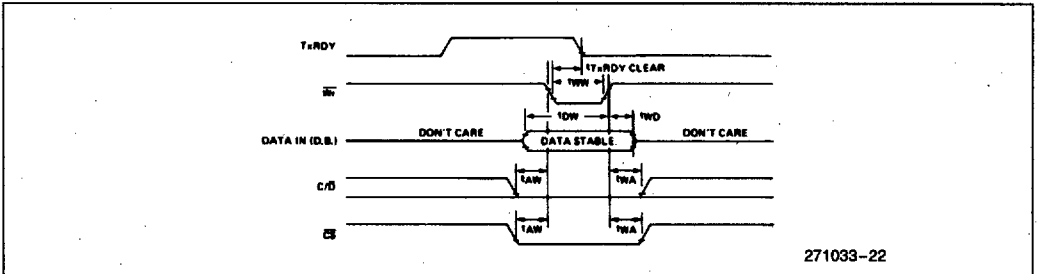 TxRDY
tTxRDY CLEAR
tWW
WR
tDW
tWD
DATA IN (D.B.)
DON'T CARE
DATA STABLE
DON'T CARE
tAW
tWA
C/D̅
tAW
tWA
C̅S̅
271033–22